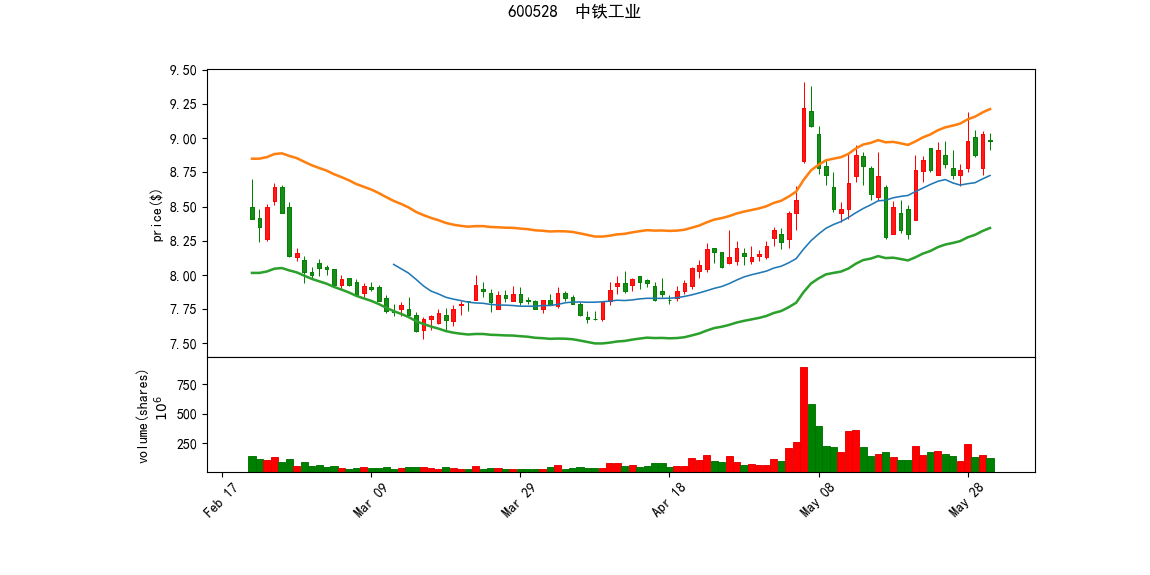 600528 中铁工业
price($)
9.50
9.25
9.00
8.75
8.50
8.25
8.00
7.75
7.50
volume(shares)
10^6
750
500
250
Feb 17
Mar 09
Mar 29
Apr 18
May 08
May 28